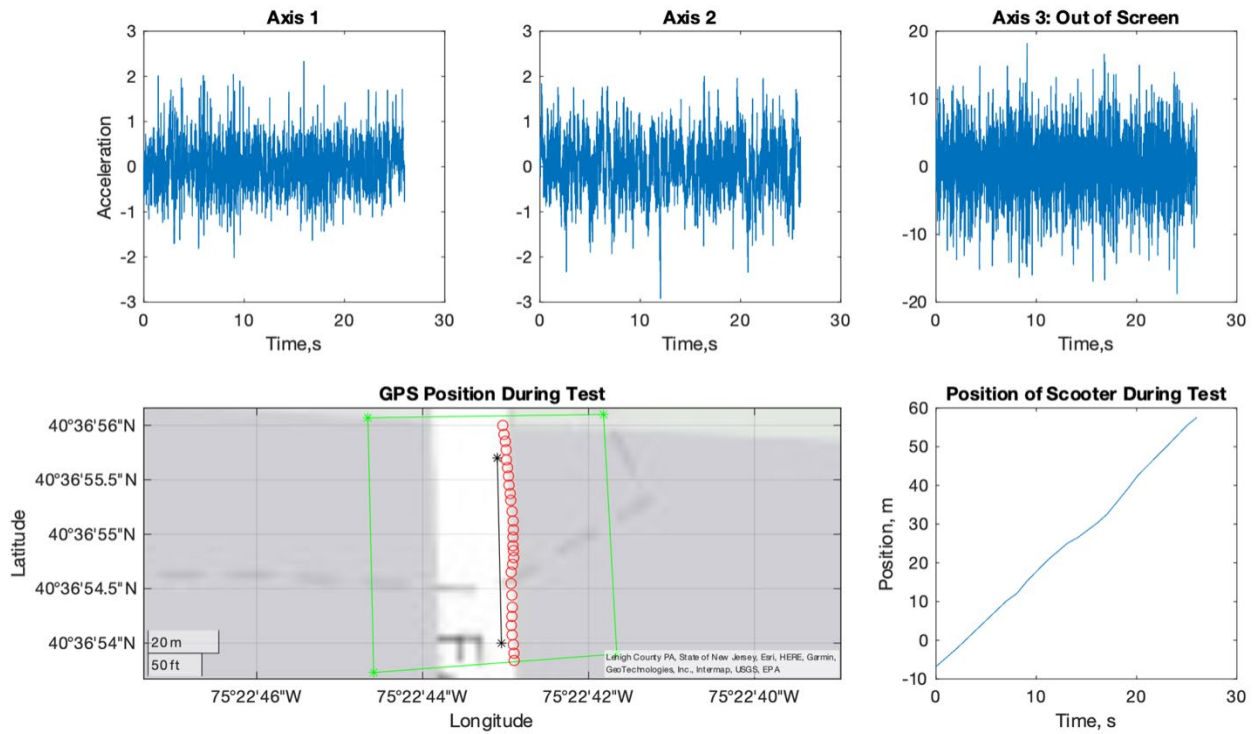 Axis 1
Axis 2
Axis 3: Out of Screen
3
2
1
0
-1
-2
-3
Acceleration
0
10
20
30
Time,s
3
2
1
0
-1
-2
-3
0
10
20
30
Time,s
20
10
0
-10
-20
0
10
20
30
Time,s
GPS Position During Test
40°36'56"N
40°36'55.5"N
40°36'55"N
40°36'54.5"N
40°36'54"N
Latitude
20 m
50 ft
Lehigh County PA, State of New Jersey, Esri, HERE, Garmin,
GeoTechnologies, Inc., Intermap, USGS, EPA
75°22'46"W
75°22'44"W
75°22'42"W
75°22'40"W
Longitude
Position of Scooter During Test
60
50
40
30
20
10
0
-10
Position, m
0
10
20
30
Time, s